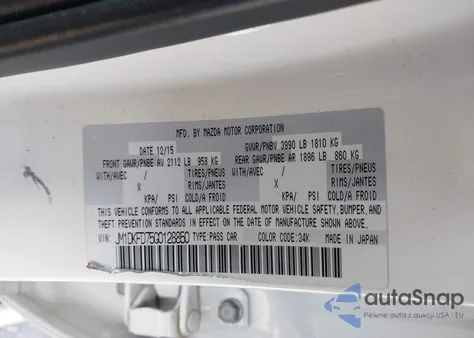 MFD. BY MAZDA MOTOR CORPORATION
DATE 12/15 GVWR/PNBV 3990 LB 1810 KG
FRONT GAWR/PNBE AV 2112 LB 958 KG REAR GAWR/PNBE AR 1896 LB 860 KG
WITH/AVEC / TIRES/PNEUS WITH/AVEC / TIRES/PNEUS
X RIMS/JANTES X RIMS/JANTES
KPA/ PSI COLD/A FROID KPA/ PSI COLD/A FROID
THIS VEHICLE CONFORMS TO ALL APPLICABLE FEDERAL MOTOR VEHICLE SAFETY, BUMPER, AND
THEFT PREVENTION STANDARDS IN EFFECT ON THE DATE OF MANUFACTURE SHOWN ABOVE.
VIN: JM1DKFD75G0128850 TYPE:PASS CAR COLOR CODE:34K MADE IN JAPAN
autoSnap
Pewne auta z aukcji USA i EU